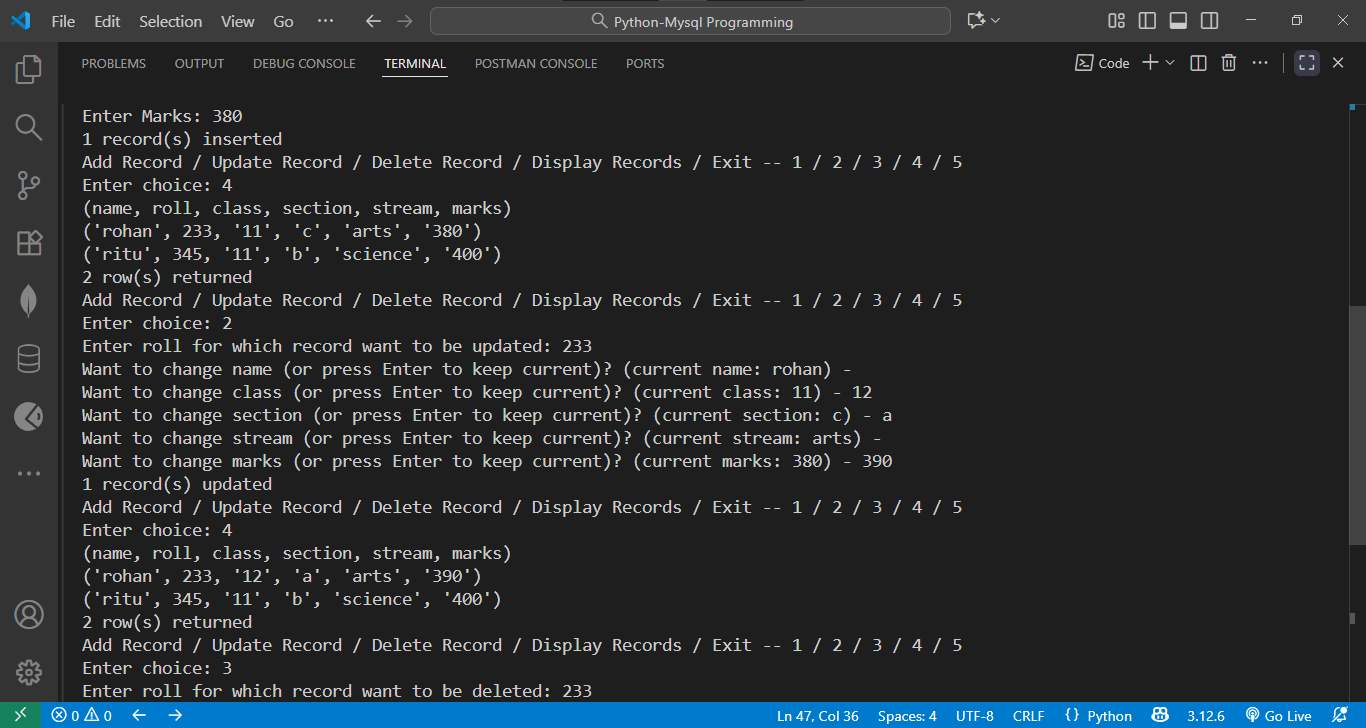 File Edit Selection View Go ··· Python-Mysql Programming
PROBLEMS OUTPUT DEBUG CONSOLE TERMINAL POSTMAN CONSOLE PORTS Code
Enter Marks: 380
1 record(s) inserted
Add Record / Update Record / Delete Record / Display Records / Exit -- 1 / 2 / 3 / 4 / 5
Enter choice: 4
(name, roll, class, section, stream, marks)
('rohan', 233, '11', 'c', 'arts', '380')
('ritu', 345, '11', 'b', 'science', '400')
2 row(s) returned
Add Record / Update Record / Delete Record / Display Records / Exit -- 1 / 2 / 3 / 4 / 5
Enter choice: 2
Enter roll for which record want to be updated: 233
Want to change name (or press Enter to keep current)? (current name: rohan) -
Want to change class (or press Enter to keep current)? (current class: 11) - 12
Want to change section (or press Enter to keep current)? (current section: c) - a
Want to change stream (or press Enter to keep current)? (current stream: arts) -
Want to change marks (or press Enter to keep current)? (current marks: 380) - 390
1 record(s) updated
Add Record / Update Record / Delete Record / Display Records / Exit -- 1 / 2 / 3 / 4 / 5
Enter choice: 4
(name, roll, class, section, stream, marks)
('rohan', 233, '12', 'a', 'arts', '390')
('ritu', 345, '11', 'b', 'science', '400')
2 row(s) returned
Add Record / Update Record / Delete Record / Display Records / Exit -- 1 / 2 / 3 / 4 / 5
Enter choice: 3
Enter roll for which record want to be deleted: 233
0 0 Ln 47, Col 36 Spaces: 4 UTF-8 CRLF {} Python 3.12.6 Go Live